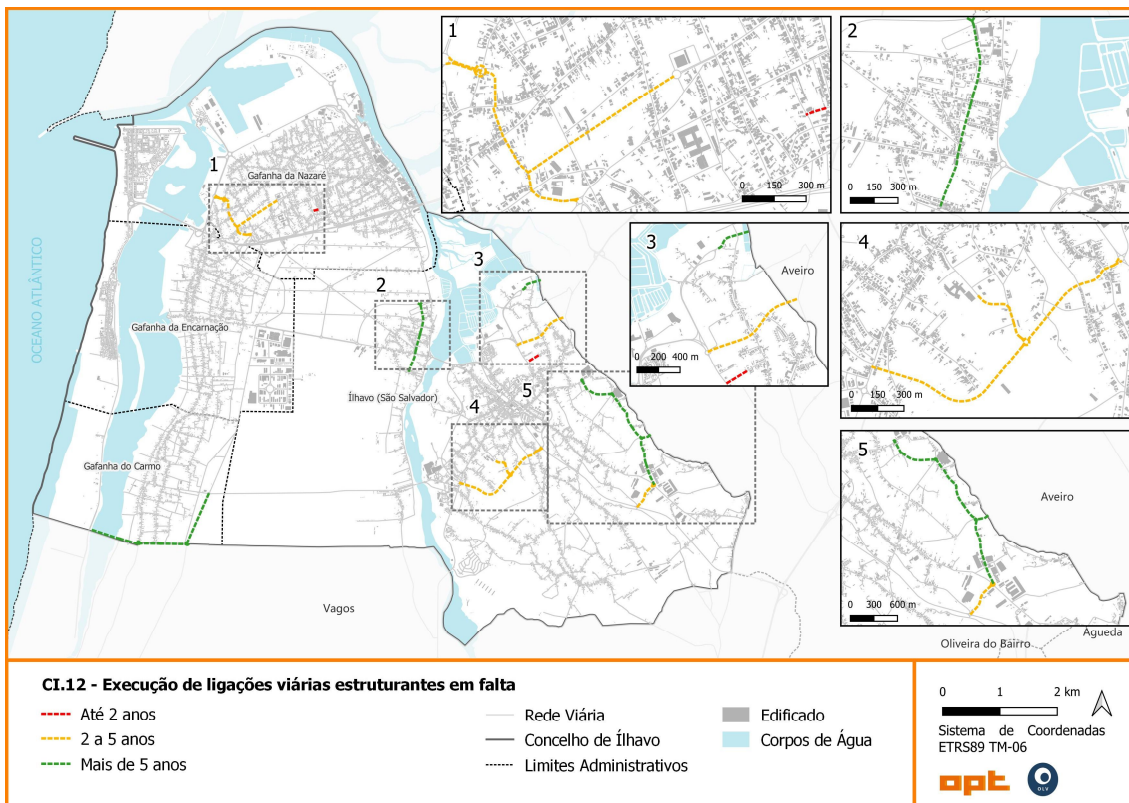 1
0 150 300 m
2
0 150 300 m
1
Gafanha da Nazaré
OCEANO ATLÂNTICO
3
Aveiro
0 200 400 m
4
0 150 300 m
3
2
Gafanha da Encarnação
Ílhavo (São Salvador)
5
4
Gafanha do Carmo
5
Aveiro
0 300 600 m
Vagos
Oliveira do Bairro
Águeda
CI.12 - Execução de ligações viárias estruturantes em falta
Até 2 anos
2 a 5 anos
Mais de 5 anos
Rede Viária
Concelho de Ílhavo
Limites Administrativos
Edificado
Corpos de Água
0 1 2 km
Sistema de Coordenadas
ETRS89 TM-06
opt
OLV